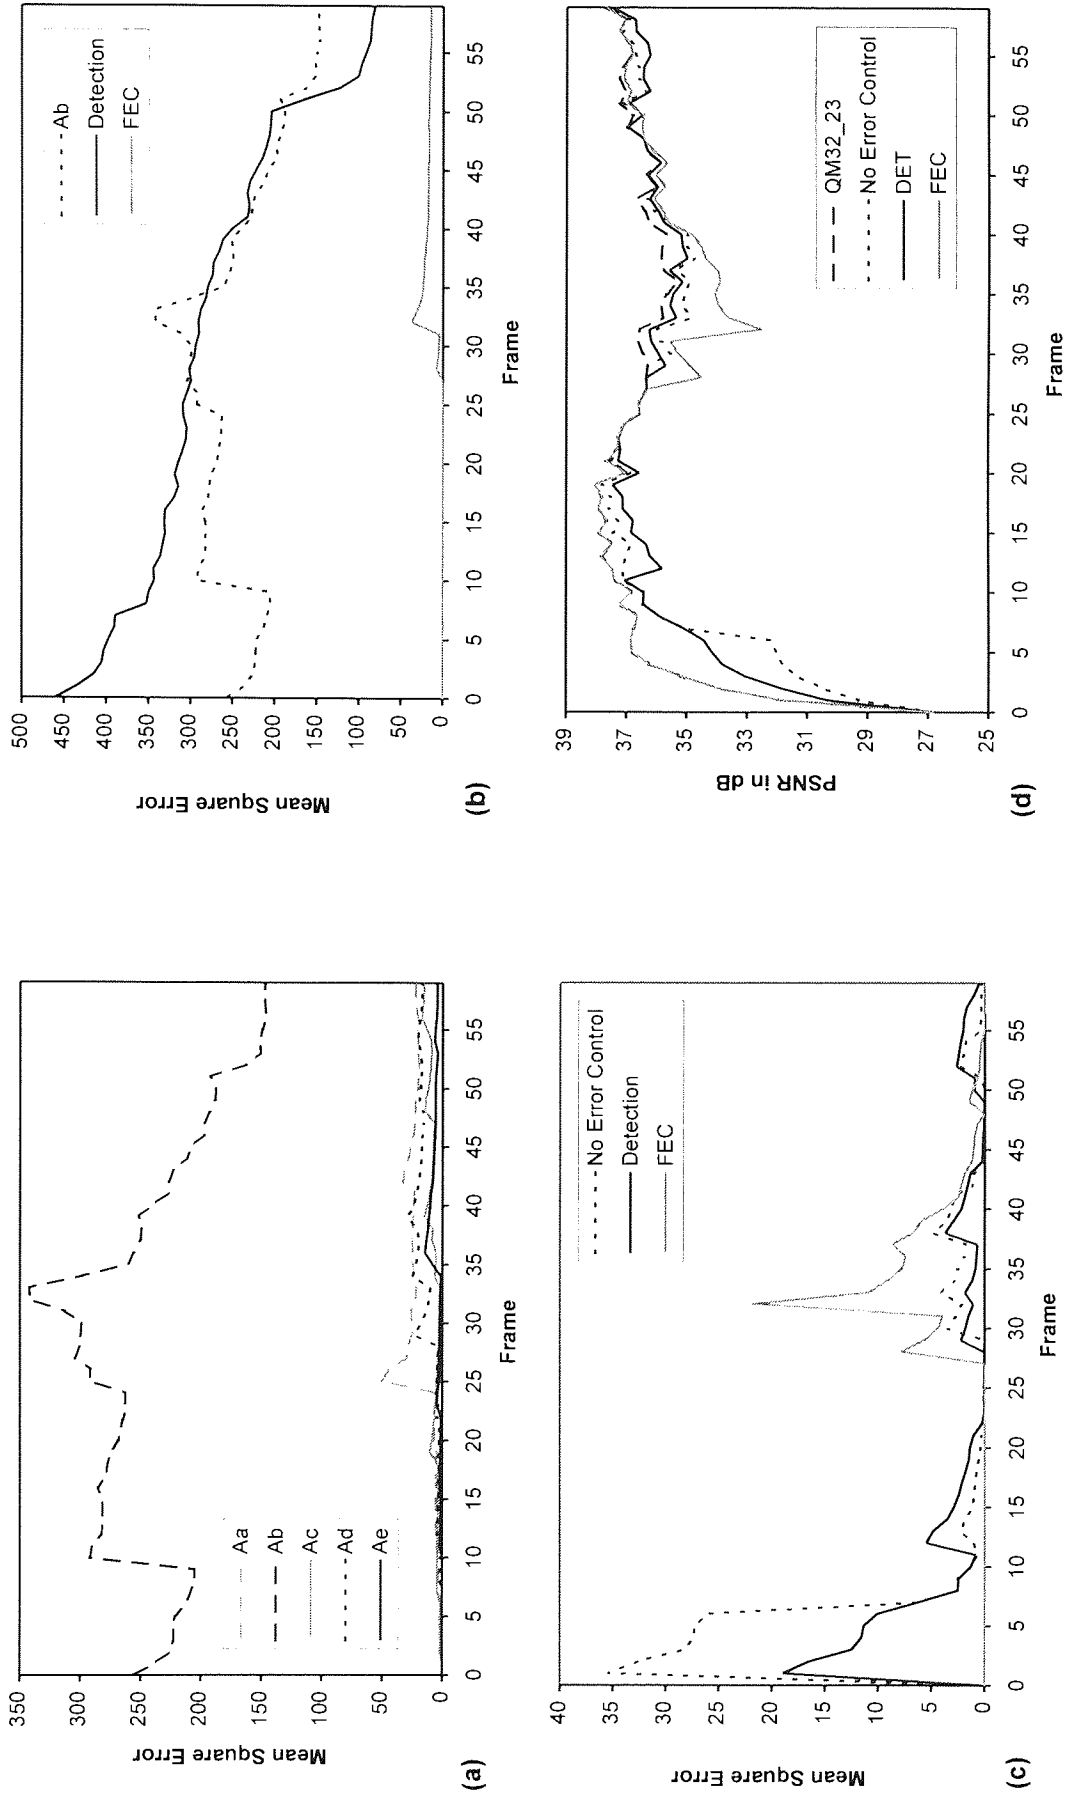 350
300
250
200
150
100
50
0
Mean Square Error
0 5 10 15 20 25 30 35 40 45 50 55
Frame
Aa
Ab
Ac
Ad
Ae
(a)
500
450
400
350
300
250
200
150
100
50
0
Mean Square Error
0 5 10 15 20 25 30 35 40 45 50 55
Frame
Ab
Detection
FEC
(b)
40
35
30
25
20
15
10
5
0
Mean Square Error
0 5 10 15 20 25 30 35 40 45 50 55
Frame
No Error Control
Detection
FEC
(c)
39
37
35
33
31
29
27
25
PSNR in dB
0 5 10 15 20 25 30 35 40 45 50 55
Frame
QM32_23
No Error Control
DET
FEC
(d)